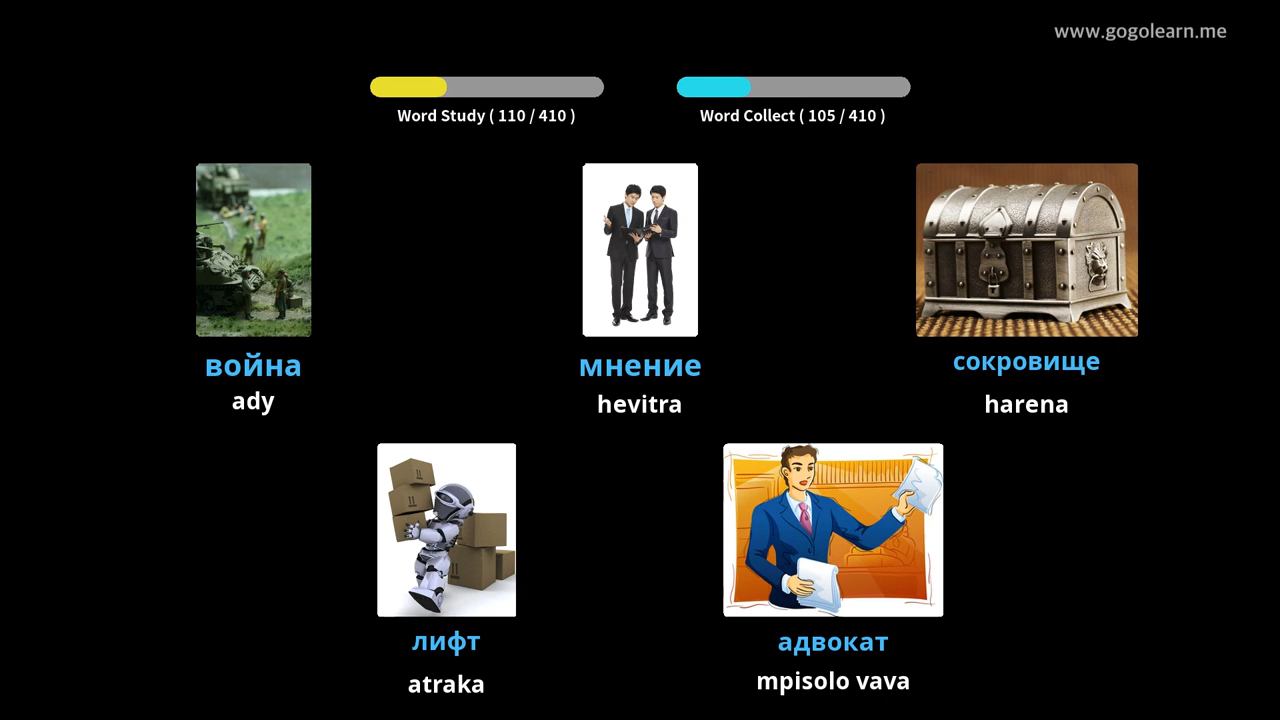 www.gogolearn.me
Word Study ( 110 / 410 )
Word Collect ( 105 / 410 )
война
ady
мнение
hevitra
сокровище
harena
лифт
atraka
адвокат
mpisolo vava